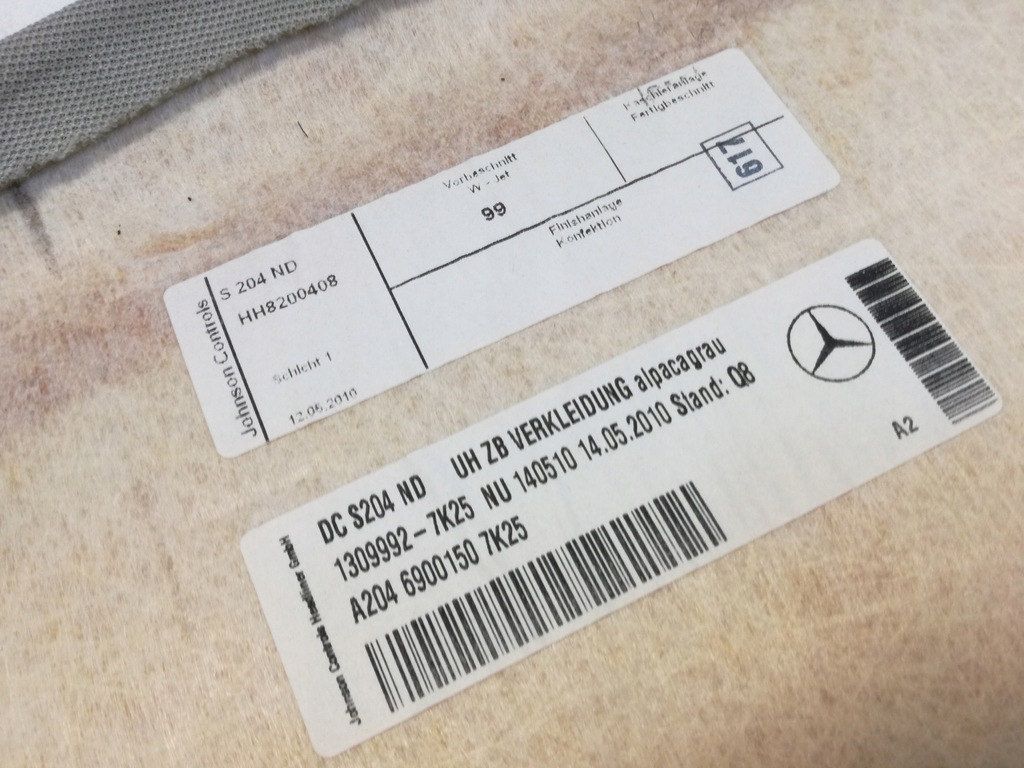 Johnson Controls
S 204 ND
HH8200408
Schicht 1
12.05.2010
Vorbeschnitt
W - Jet
99
Kaschieranlage
Fertigbeschnitt
Finishanlage
Konfektion
617
Johnson Controls Headliner GmbH
DC S204 ND UH ZB VERKLEIDUNG alpacagrau
1309992-7K25 NU 140510 14.05.2010 Stand: Q8
A204 6900150 7K25
A2